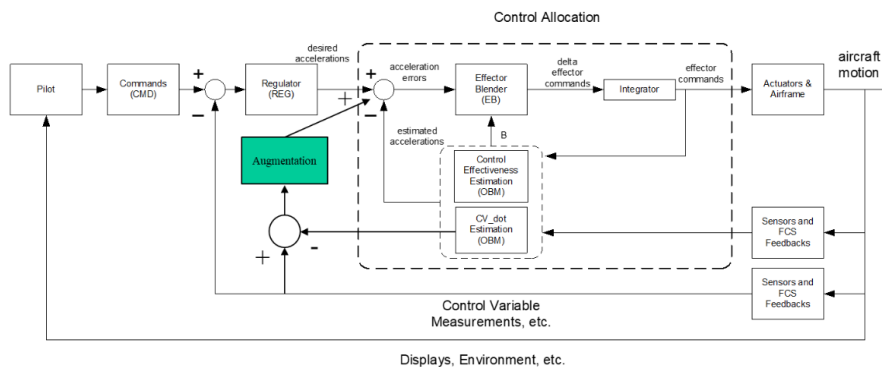 Control Allocation
desired
accelerations
acceleration
errors
delta
effector
commands
effector
commands
aircraft
motion
Pilot
Commands
(CMD)
+
−
Regulator
(REG)
+
+
−
Effector
Blender
(EB)
Integrator
Actuators &
Airframe
Augmentation
estimated
accelerations
B
Control
Effectiveness
Estimation
(OBM)
CV_dot
Estimation
(OBM)
+
-
Sensors and
FCS
Feedbacks
Sensors and
FCS
Feedbacks
Control Variable
Measurements, etc.
Displays, Environment, etc.